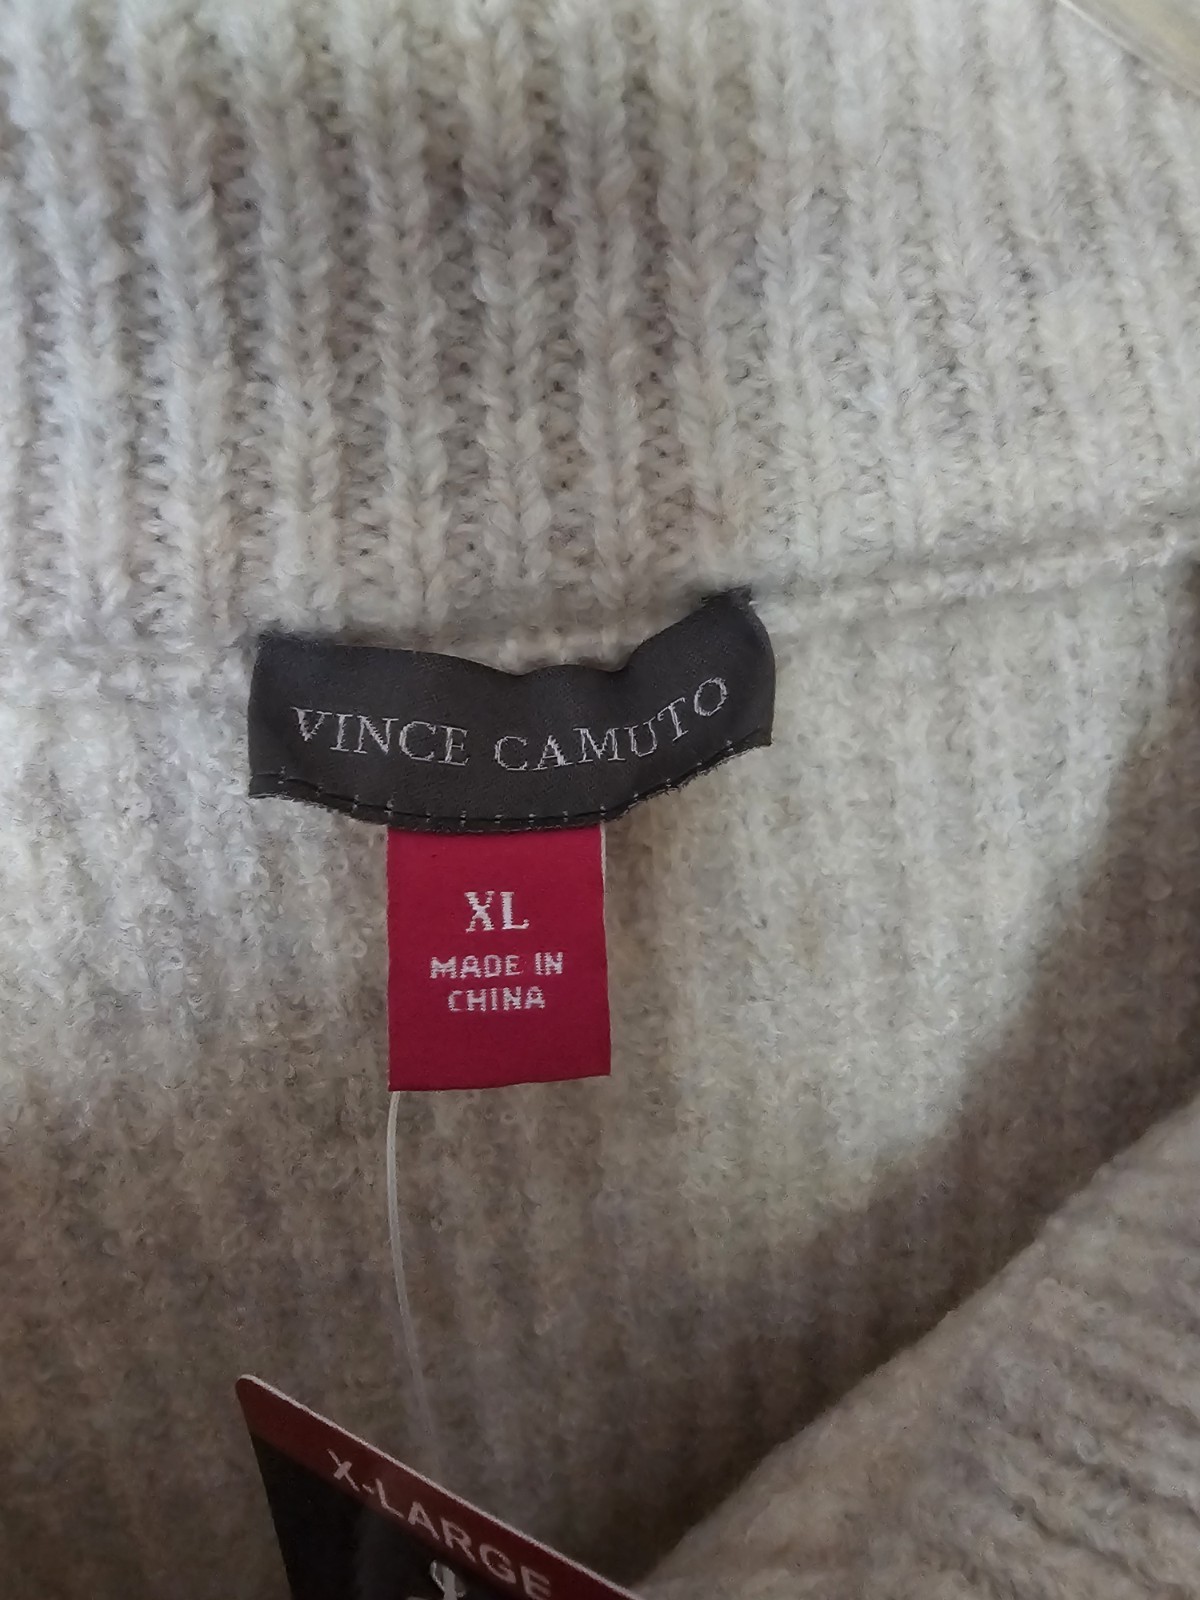 VINCE CAMUTO
XL
MADE IN
CHINA
X-LARGE